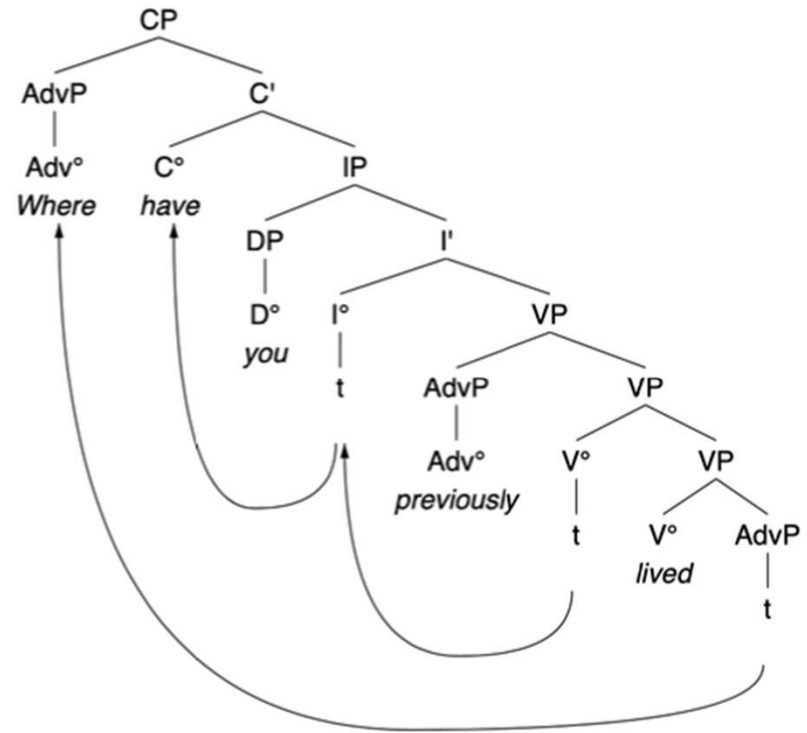 CP
AdvP C'
Adv° C° IP
Where have
DP I'
D° I° VP
you
t AdvP VP
Adv° V° VP
previously
t V° AdvP
lived
t